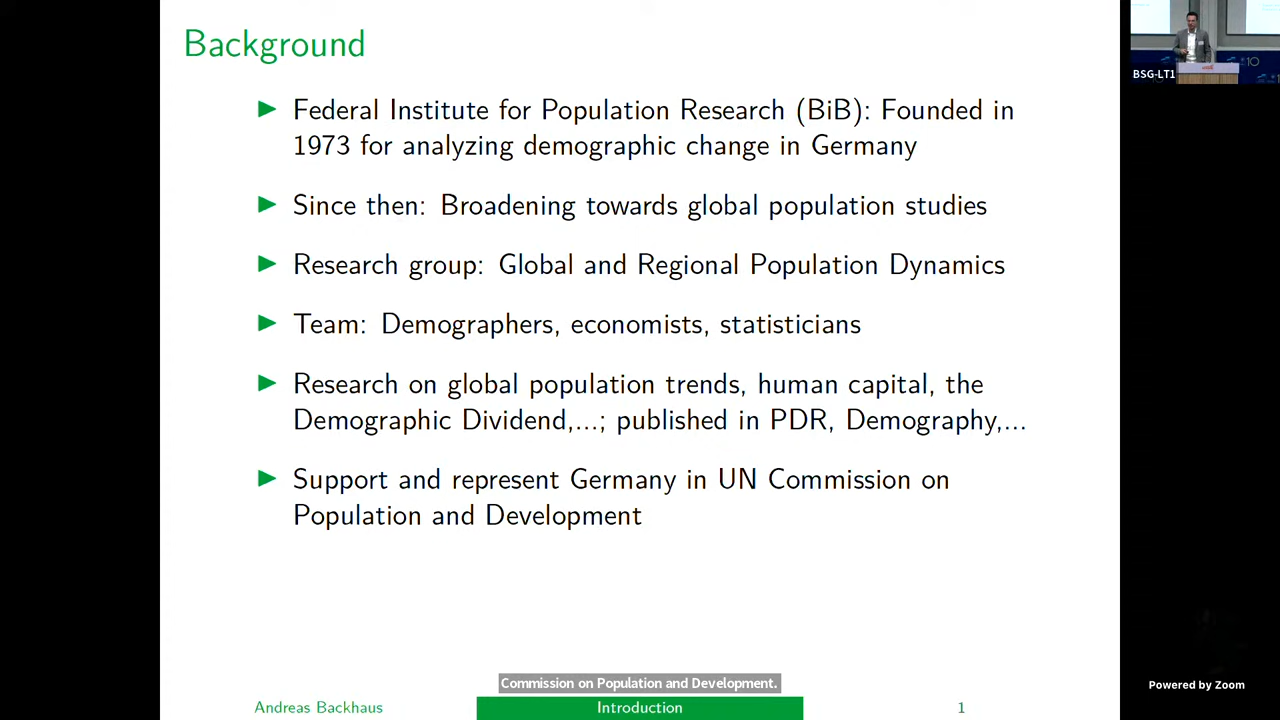 Background
Federal Institute for Population Research (BiB): Founded in
1973 for analyzing demographic change in Germany
Since then: Broadening towards global population studies
Research group: Global and Regional Population Dynamics
Team: Demographers, economists, statisticians
Research on global population trends, human capital, the
Demographic Dividend,...; published in PDR, Demography,...
Support and represent Germany in UN Commission on
Population and Development
Commission on Population and Development.
Andreas Backhaus
Introduction
1
BSG-LT1
Powered by Zoom